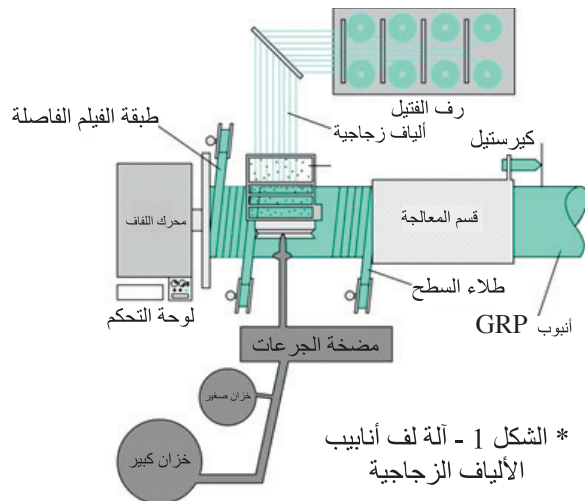 رف الفتيل
ألياف زجاجية
طبقة الفيلم الفاصلة
كيرستيل
محرك اللفاف
قسم المعالجة
لوحة التحكم
طلاء السطح
أنبوب GRP
مضخة الجرعات
خزان صغير
خزان كبير
* الشكل 1 - آلة لف أنابيب
الألياف الزجاجية